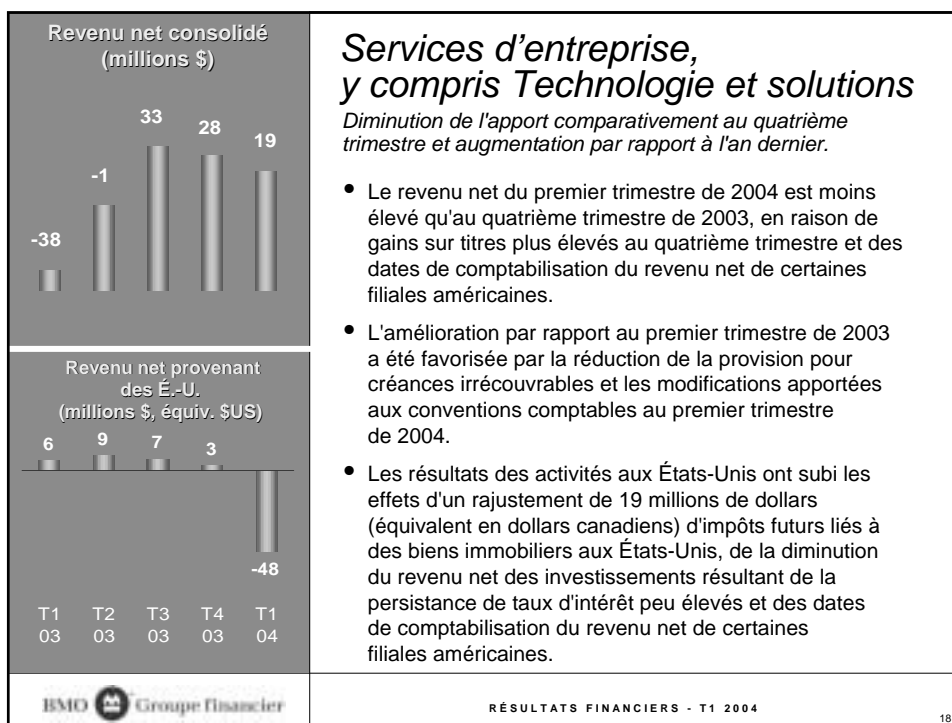 Revenu net consolidé
(millions $)
33
28
19
-1
-38
Revenu net provenant
des É.-U.
(millions $, équiv. $US)
6 9 7 3
-48
T1 T2 T3 T4 T1
03 03 03 03 04
Services d'entreprise,
y compris Technologie et solutions
Diminution de l'apport comparativement au quatrième
trimestre et augmentation par rapport à l'an dernier.
• Le revenu net du premier trimestre de 2004 est moins
élevé qu'au quatrième trimestre de 2003, en raison de
gains sur titres plus élevés au quatrième trimestre et des
dates de comptabilisation du revenu net de certaines
filiales américaines.
• L'amélioration par rapport au premier trimestre de 2003
a été favorisée par la réduction de la provision pour
créances irrécouvrables et les modifications apportées
aux conventions comptables au premier trimestre
de 2004.
• Les résultats des activités aux États-Unis ont subi les
effets d'un rajustement de 19 millions de dollars
(équivalent en dollars canadiens) d'impôts futurs liés à
des biens immobiliers aux États-Unis, de la diminution
du revenu net des investissements résultant de la
persistance de taux d'intérêt peu élevés et des dates
de comptabilisation du revenu net de certaines
filiales américaines.
BMO Groupe financier
RÉSULTATS FINANCIERS - T1 2004
18